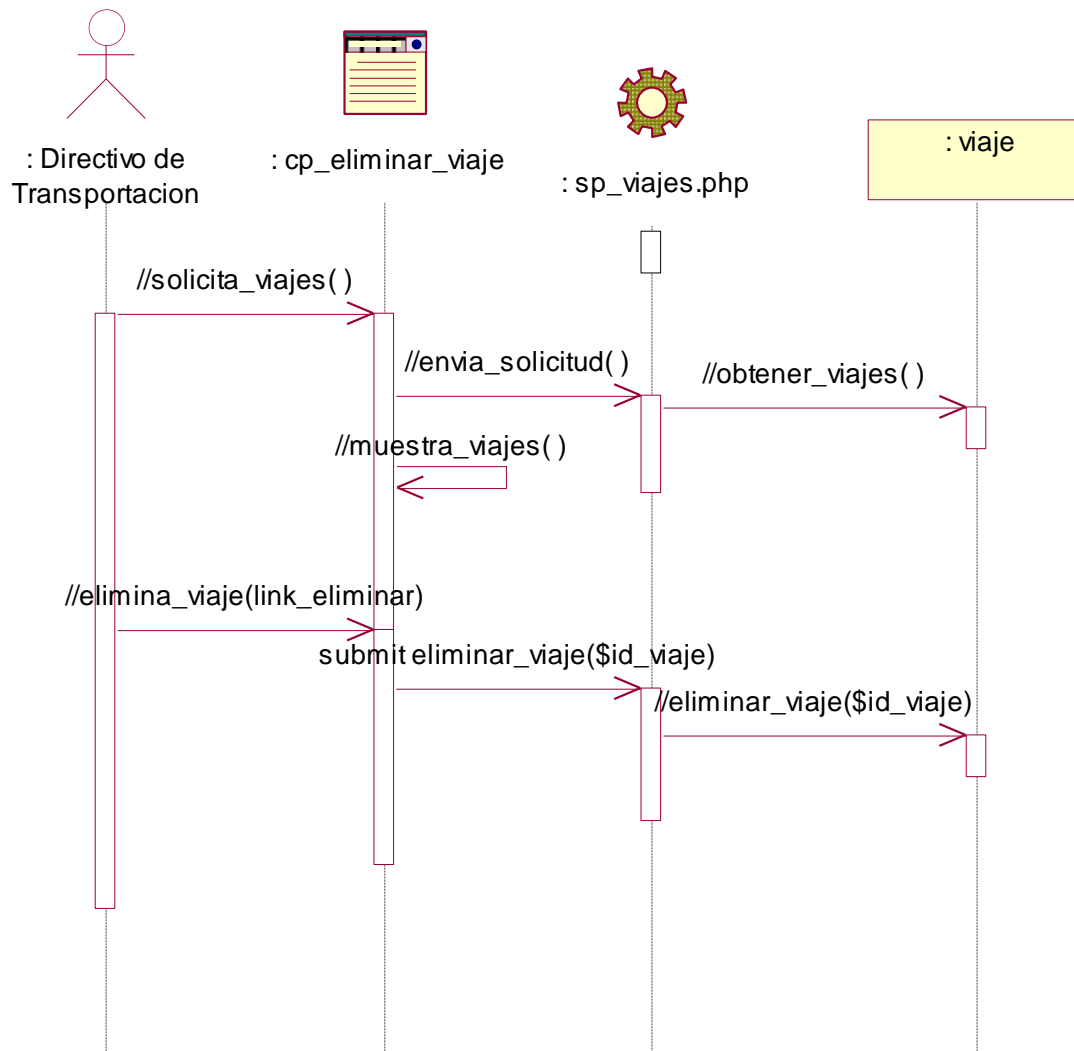 : Directivo de
Transportacion
: cp_eliminar_viaje
: sp_viajes.php
: viaje
//solicita_viajes( )
//envia_solicitud( )
//obtener_viajes( )
//muestra_viajes( )
//elimina_viaje(link_eliminar)
submit eliminar_viaje($id_viaje)
//eliminar_viaje($id_viaje)